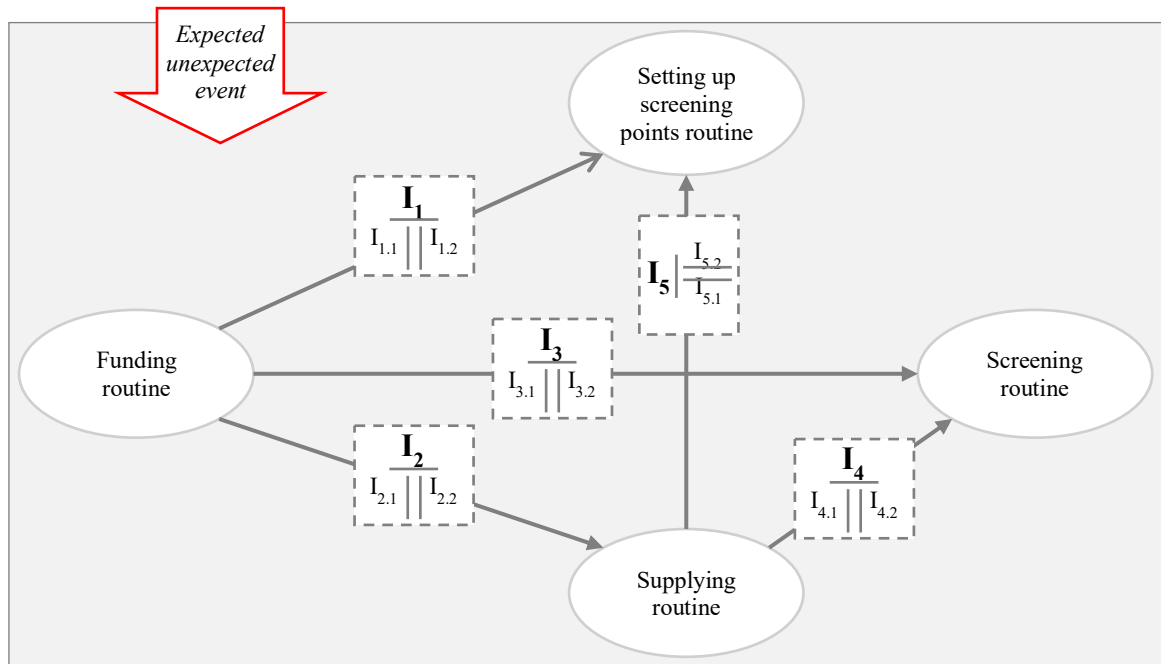 Expected
unexpected
event
Setting up
screening
points routine
I1
I1.1 I1.2
I5
I5.2
I5.1
Funding
routine
I3
I3.1 I3.2
Screening
routine
I2
I2.1 I2.2
I4
I4.1 I4.2
Supplying
routine